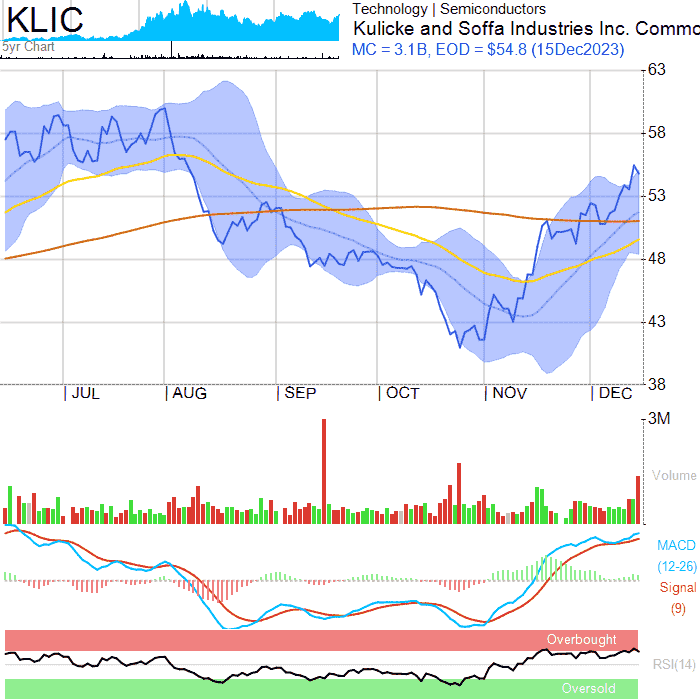 KLIC
5yr Chart
Technology | Semiconductors
Kulicke and Soffa Industries Inc. Commo
MC = 3.1B, EOD = $54.8 (15Dec2023)
63
58
53
48
43
38
| JUL
| AUG
| SEP
| OCT
| NOV
| DEC
3M
Volume
MACD
(12-26)
Signal
(9)
Overbought
RSI(14)
Oversold